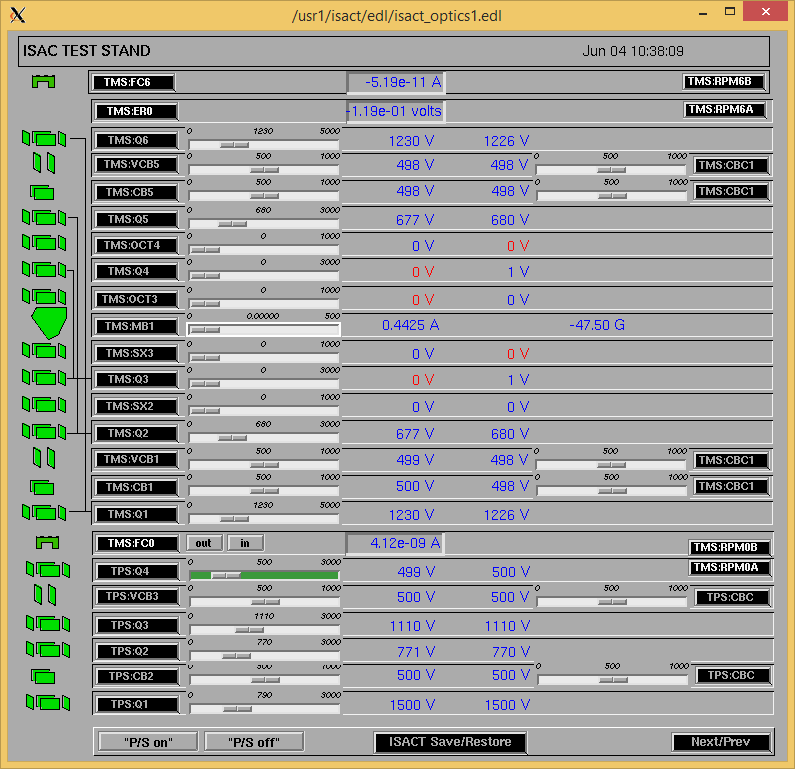 /usr1/isact/edl/isact_optics1.edl
ISAC TEST STAND Jun 04 10:38:09
TMS:FC6 -5.19e-11 A TMS:RPM6B
TMS:ER0 -1.19e-01 volts TMS:RPM6A
TMS:Q6 0 1230 5000 1230 V 1226 V
TMS:VCB5 0 500 1000 498 V 498 V 0 500 1000 TMS:CBC1
TMS:CB5 0 500 1000 498 V 498 V 0 500 1000 TMS:CBC1
TMS:Q5 0 680 3000 677 V 680 V
TMS:OCT4 0 0 1000 0 V 0 V
TMS:Q4 0 0 3000 0 V 1 V
TMS:OCT3 0 0 1000 0 V 0 V
TMS:MB1 0 0.00000 500 0.4425 A -47.50 G
TMS:SX3 0 0 1000 0 V 0 V
TMS:Q3 0 0 3000 0 V 1 V
TMS:SX2 0 0 1000 0 V 0 V
TMS:Q2 0 680 3000 677 V 680 V
TMS:VCB1 0 500 1000 499 V 498 V 0 500 1000 TMS:CBC1
TMS:CB1 0 500 1000 500 V 498 V 0 500 1000 TMS:CBC1
TMS:Q1 0 1230 5000 1230 V 1226 V
TMS:FC0 out in 4.12e-09 A TMS:RPM0B
TPS:Q4 0 500 3000 499 V 500 V TMS:RPM0A
TPS:VCB3 0 500 1000 500 V 500 V 0 500 1000 TPS:CBC
TPS:Q3 0 1110 3000 1110 V 1110 V
TPS:Q2 0 770 3000 771 V 770 V
TPS:CB2 0 500 1000 500 V 500 V 0 500 1000 TPS:CBC
TPS:Q1 0 790 3000 1500 V 1500 V
"P/S on" "P/S off" ISACT Save/Restore Next/Prev